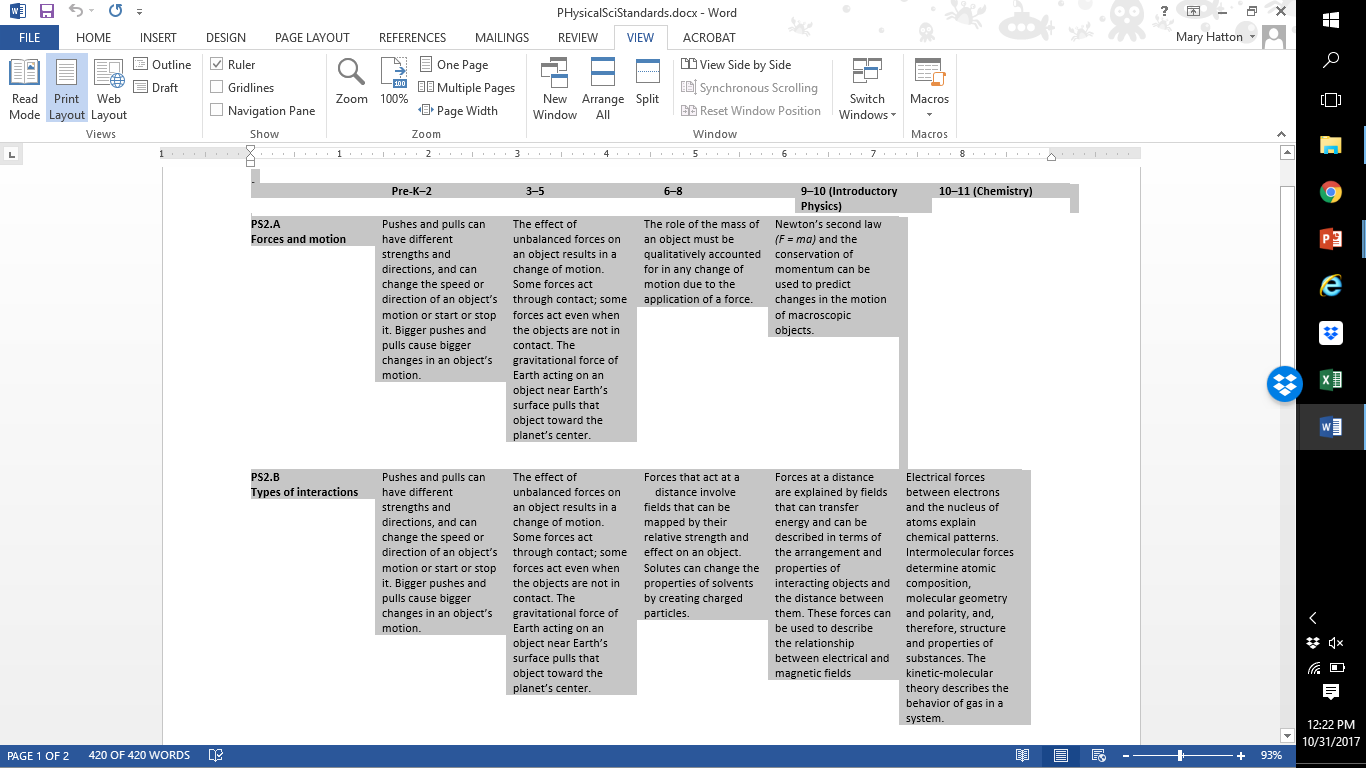 PHysicalSciStandards.docx - Word
?
FILE HOME INSERT DESIGN PAGE LAYOUT REFERENCES MAILINGS REVIEW VIEW ACROBAT
Mary Hatton
Read Mode
Print Layout
Web Layout
Outline
Draft
Views
Ruler
Gridlines
Navigation Pane
Show
Zoom
100
100%
One Page
Multiple Pages
Page Width
Zoom
New Window
Arrange All
Split
View Side by Side
Synchronous Scrolling
Reset Window Position
Window
Switch Windows
Macros
Macros
L
1 1 2 3 4 5 6 7 8
Pre-K–2
3–5
6–8
9–10 (Introductory
Physics)
10–11 (Chemistry)
PS2.A
Forces and motion
Pushes and pulls can
have different
strengths and
directions, and can
change the speed or
direction of an object’s
motion or start or stop
it. Bigger pushes and
pulls cause bigger
changes in an object’s
motion.
The effect of
unbalanced forces on
an object results in a
change of motion.
Some forces act
through contact; some
forces act even when
the objects are not in
contact. The
gravitational force of
Earth acting on an
object near Earth’s
surface pulls that
object toward the
planet’s center.
The role of the mass of
an object must be
qualitatively accounted
for in any change of
motion due to the
application of a force.
Newton’s second law
(F = ma) and the
conservation of
momentum can be
used to predict
changes in the motion
of macroscopic
objects.
PS2.B
Types of interactions
Pushes and pulls can
have different
strengths and
directions, and can
change the speed or
direction of an object’s
motion or start or stop
it. Bigger pushes and
pulls cause bigger
changes in an object’s
motion.
The effect of
unbalanced forces on
an object results in a
change of motion.
Some forces act
through contact; some
forces act even when
the objects are not in
contact. The
gravitational force of
Earth acting on an
object near Earth’s
surface pulls that
object toward the
planet’s center.
Forces that act at a
distance involve
fields that can be
mapped by their
relative strength and
effect on an object.
Solutes can change the
properties of solvents
by creating charged
particles.
Forces at a distance
are explained by fields
that can transfer
energy and can be
described in terms of
the arrangement and
properties of
interacting objects and
the distance between
them. These forces can
be used to describe
the relationship
between electrical and
magnetic fields
Electrical forces
between electrons
and the nucleus of
atoms explain
chemical patterns.
Intermolecular forces
determine atomic
composition,
molecular geometry
and polarity, and,
therefore, structure
and properties of
substances. The
kinetic-molecular
theory describes the
behavior of gas in a
system.
PAGE 1 OF 2 420 OF 420 WORDS
93%
12:22 PM
10/31/2017